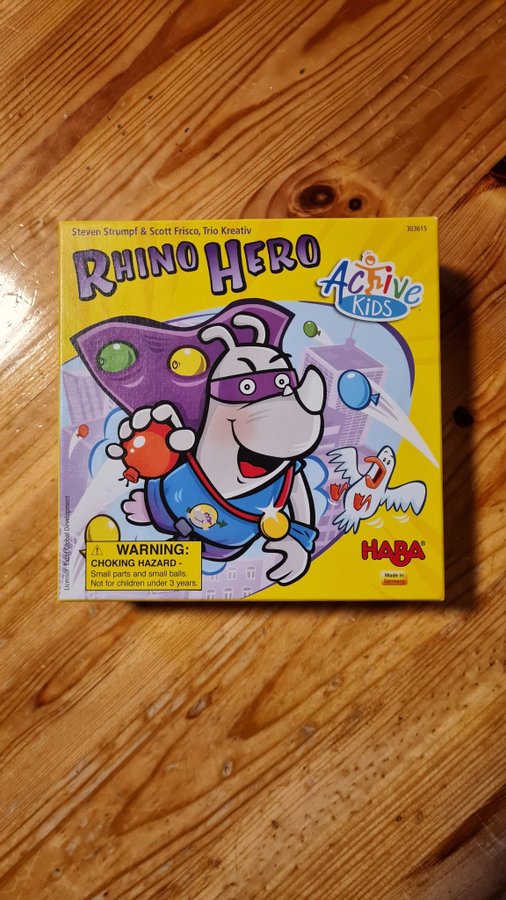 Steven Strumpf & Scott Frisco, Trio Kreativ
303615
RHINO HERO
Active
KiDS
HABA®
Made in
Germany
⚠ WARNING:
CHOKING HAZARD -
Small parts and small balls.
Not for children under 3 years.